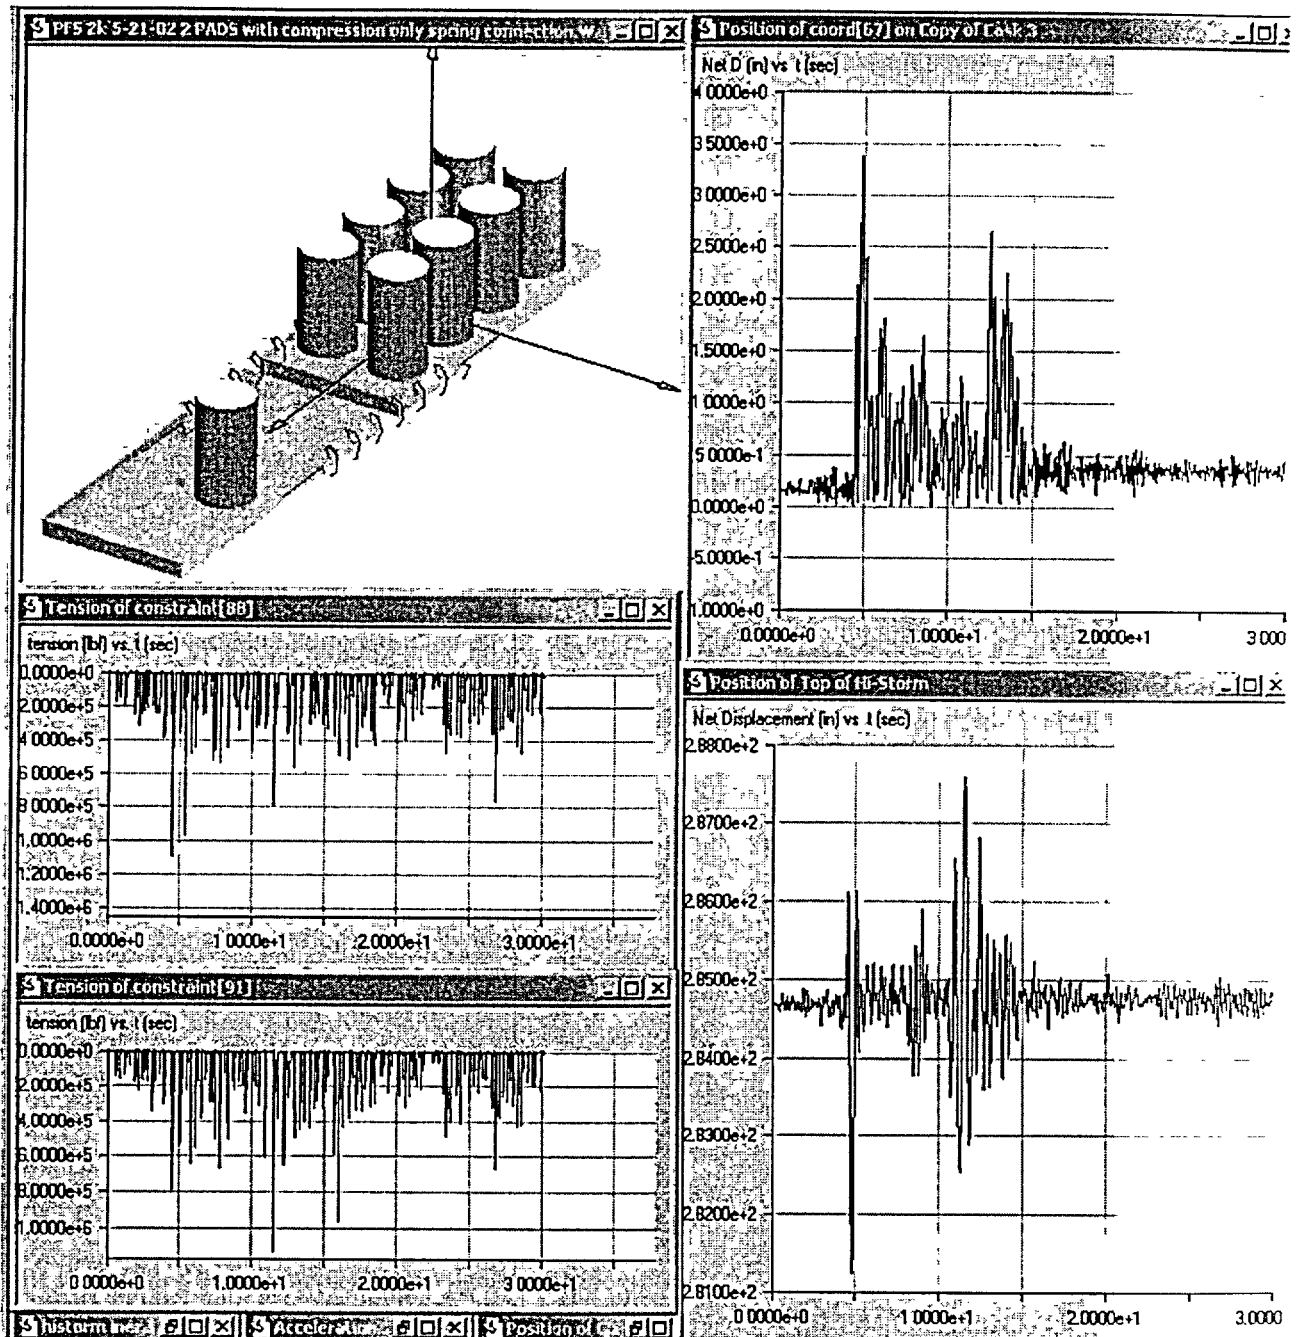 PFS 2k 5-21-02 2 PADS with compression only spring connection W
Position of coord[67] on Copy of Cask 3
Net D (in) vs t (sec)
4.0000e+0
3.5000e+0
3.0000e+0
2.5000e+0
2.0000e+0
1.5000e+0
1.0000e+0
5.0000e-1
0.0000e+0
-5.0000e-1
1.0000e+0
0.0000e+0 1.0000e+1 2.0000e+1 3.000
Tension of constraint[88]
tension (lbf) vs. t (sec)
0.0000e+0
2.0000e+5
4.0000e+5
6.0000e+5
8.0000e+5
1.0000e+6
1.2000e+6
1.4000e+6
0.0000e+0 1.0000e+1 2.0000e+1 3.0000e+1
Position of Top of Hi-Storm
Net Displacement (in) vs t (sec)
2.8800e+2
2.8700e+2
2.8600e+2
2.8500e+2
2.8400e+2
2.8300e+2
2.8200e+2
2.8100e+2
0.0000e+0 1.0000e+1 2.0000e+1 3.0000
Tension of constraint[91]
tension (lbf) vs. t (sec)
0.0000e+0
2.0000e+5
4.0000e+5
6.0000e+5
8.0000e+5
1.0000e+6
0.0000e+0 1.0000e+1 2.0000e+1 3.0000e+1
historm Acceleration Position of